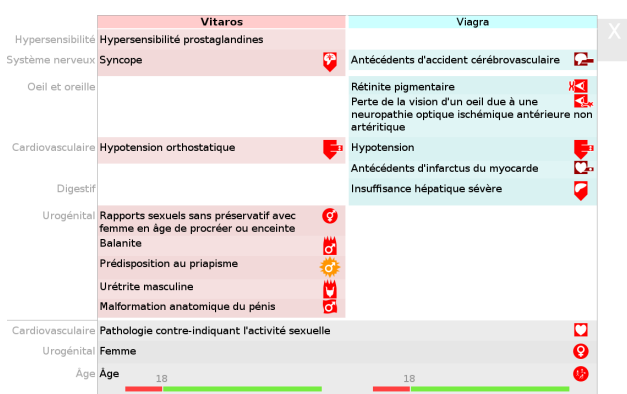 Vitaros Viagra X
Hypersensibilité Hypersensibilité prostaglandines
Système nerveux Syncope Antécédents d'accident cérébrovasculaire
Oeil et oreille Rétinite pigmentaire
Perte de la vision d'un oeil due à une
neuropathie optique ischémique antérieure non
artéritique
Cardiovasculaire Hypotension orthostatique Hypotension
Antécédents d'infarctus du myocarde
Digestif Insuffisance hépatique sévère
Urogénital Rapports sexuels sans préservatif avec
femme en âge de procréer ou enceinte
Balanite
Prédisposition au priapisme
Urétrite masculine
Malformation anatomique du pénis
Cardiovasculaire Pathologie contre-indiquant l'activité sexuelle
Urogénital Femme
Âge Âge
18 18